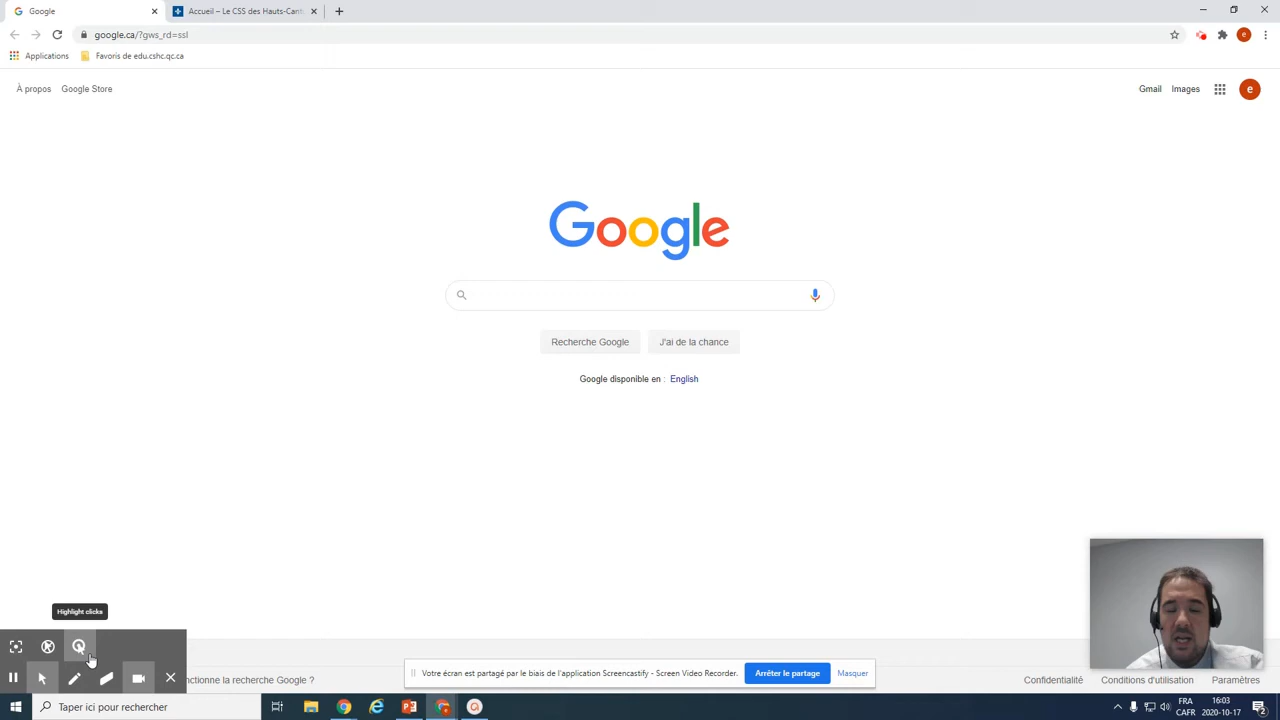 Google
Accueil – Le CSS des Hauts-Cant
google.ca/?gws_rd=ssl
e
Applications
Favoris de edu.cshc.qc.ca
À propos
Google Store
Gmail
Images
e
Google
Recherche Google
J'ai de la chance
Google disponible en : English
Highlight clicks
nctionne la recherche Google ?
Votre écran est partagé par le biais de l'application Screencastify - Screen Video Recorder.
Arrêter le partage
Masquer
Confidentialité
Conditions d'utilisation
Paramètres
Taper ici pour rechercher
FRA
CAFR
16:03
2020-10-17
2